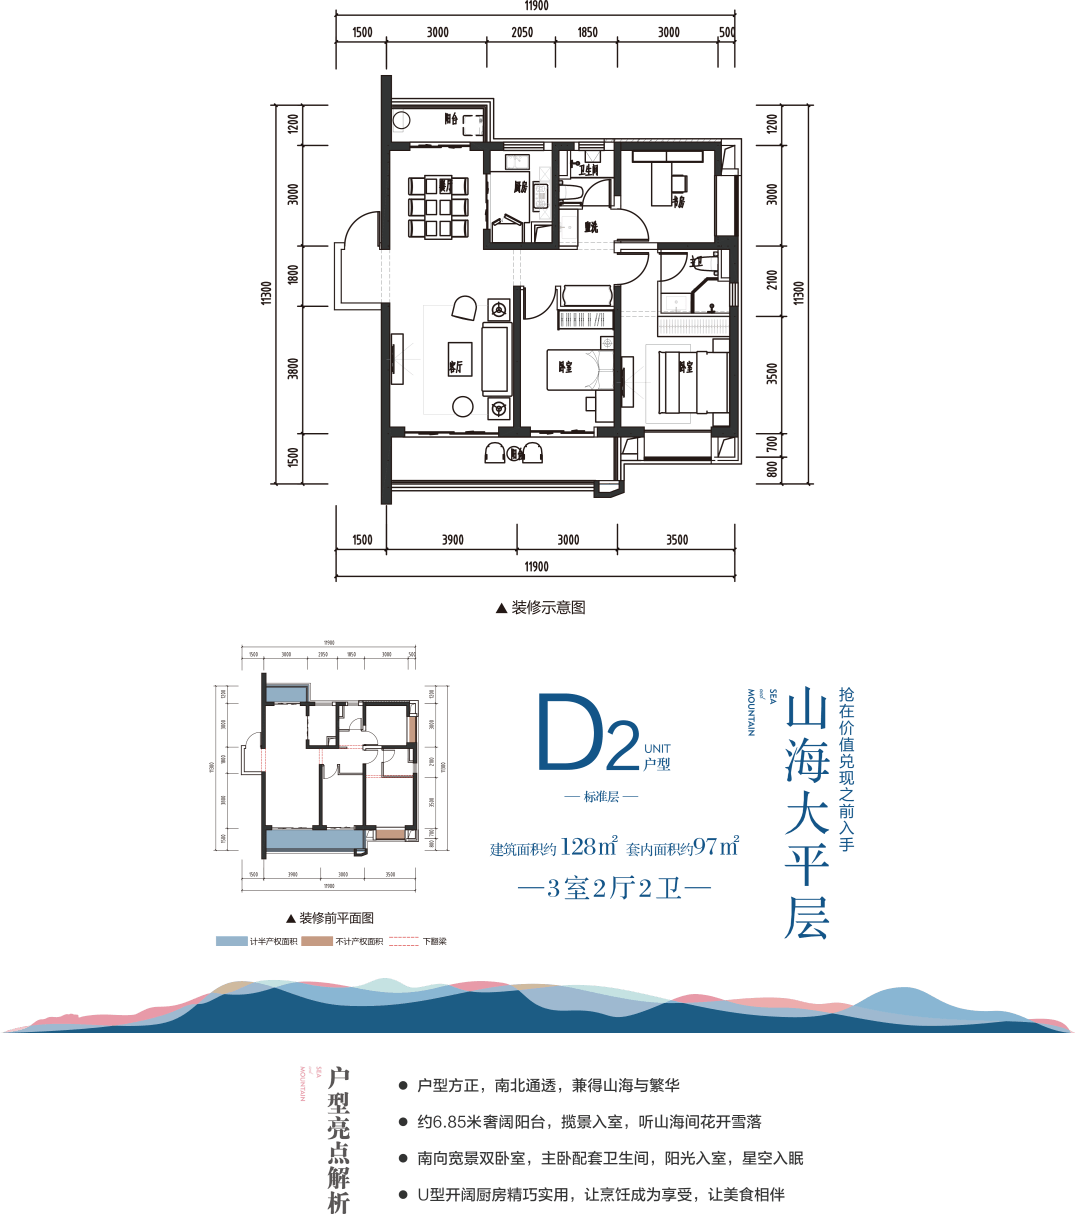 11900
1500 3000 2050 1850 3000 500
阳台
1200 3000 1800 3800 1500
11300
餐厅
厨房
卫生间
书房
盥洗
主卫
客厅
卧室
卧室
阳台
1200 3000 2100 3500 700 800
11300
1500 3900 3000 3500
11900
▲ 装修示意图
11900
1500 3000 2050 1850 3000 500
1200 3000 1800 3800 1500
11300
1200 3000 2100 3500 700 800
11300
1500 3900 3000 3500
11900
▲ 装修前平面图
计半产权面积 不计产权面积 下翻梁
D2 UNIT
户型
— 标准层 —
建筑面积约128㎡ 套内面积约97㎡
—3室2厅2卫—
SEA
and
MOUNTAIN
山海大平层
抢在价值兑现之前入手
SEA
and
MOUNTAIN
户型亮点解析
● 户型方正，南北通透，兼得山海与繁华
● 约6.85米奢阔阳台，揽景入室，听山海间花开雪落
● 南向宽景双卧室，主卧配套卫生间，阳光入室，星空入眠
● U型开阔厨房精巧实用，让烹饪成为享受，让美食相伴